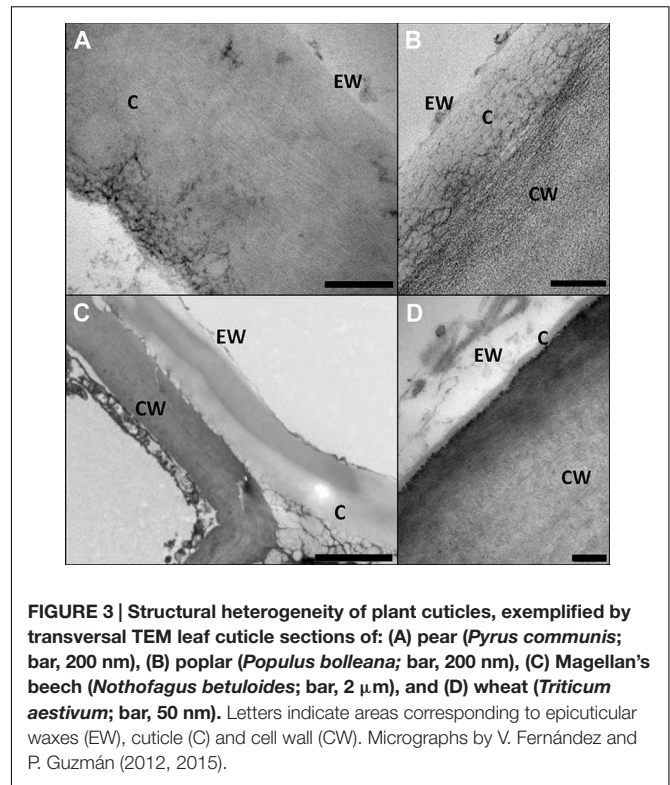 A
C
EW
B
EW
C
CW
C
EW
CW
C
D
EW
C
CW
FIGURE 3 | Structural heterogeneity of plant cuticles, exemplified by
transversal TEM leaf cuticle sections of: (A) pear (Pyrus communis;
bar, 200 nm), (B) poplar (Populus bolleana; bar, 200 nm), (C) Magellan's
beech (Nothofagus betuloides; bar, 2 μm), and (D) wheat (Triticum
aestivum; bar, 50 nm). Letters indicate areas corresponding to epicuticular
waxes (EW), cuticle (C) and cell wall (CW). Micrographs by V. Fernández and
P. Guzmán (2012, 2015).